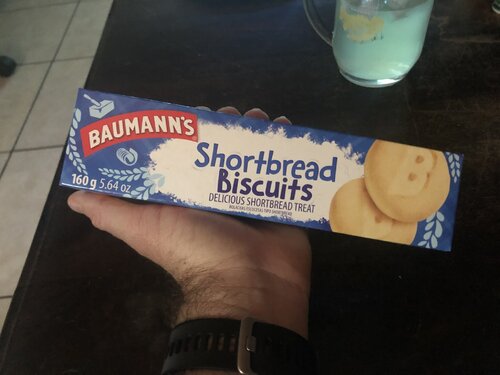 BAUMANN'S
Shortbread
Biscuits
DELICIOUS SHORTBREAD TREAT
160 g 5.64 oz